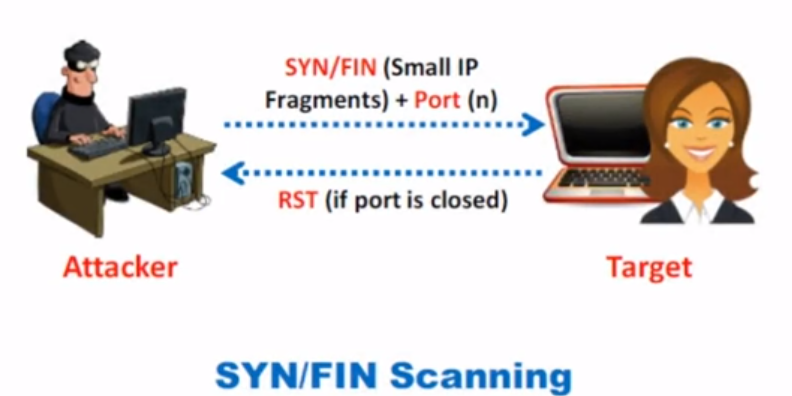 SYN/FIN (Small IP
Fragments) + Port (n)
RST (if port is closed)
Attacker
Target
SYN/FIN Scanning